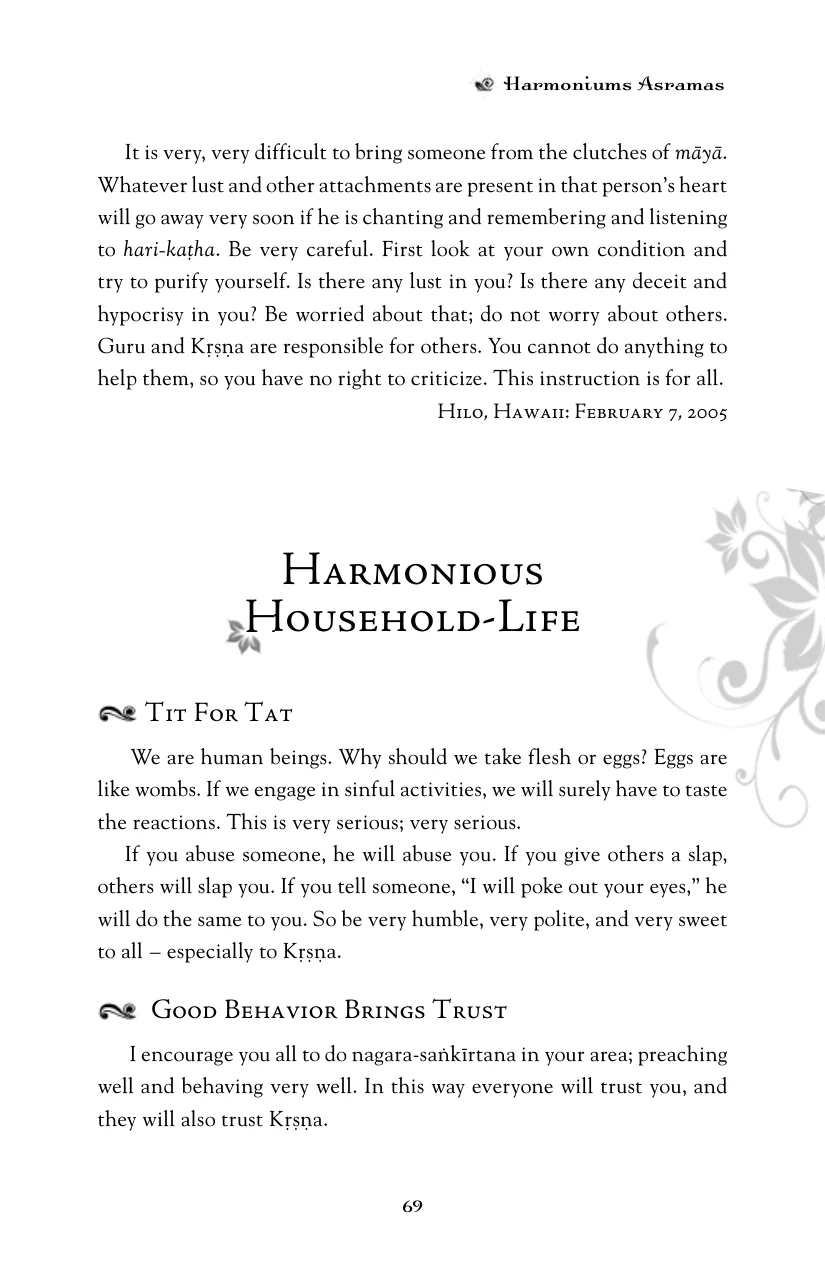 Harmoniums Asramas
It is very, very difficult to bring someone from the clutches of māyā.
Whatever lust and other attachments are present in that person’s heart
will go away very soon if he is chanting and remembering and listening
to hari-kaṭha. Be very careful. First look at your own condition and
try to purify yourself. Is there any lust in you? Is there any deceit and
hypocrisy in you? Be worried about that; do not worry about others.
Guru and Kṛṣṇa are responsible for others. You cannot do anything to
help them, so you have no right to criticize. This instruction is for all.
Hilo, Hawaii: February 7, 2005
Harmonious
Household-Life
Tit For Tat
We are human beings. Why should we take flesh or eggs? Eggs are
like wombs. If we engage in sinful activities, we will surely have to taste
the reactions. This is very serious; very serious.
If you abuse someone, he will abuse you. If you give others a slap,
others will slap you. If you tell someone, “I will poke out your eyes,” he
will do the same to you. So be very humble, very polite, and very sweet
to all – especially to Kṛṣṇa.
Good Behavior Brings Trust
I encourage you all to do nagara-saṅkīrtana in your area; preaching
well and behaving very well. In this way everyone will trust you, and
they will also trust Kṛṣṇa.
69